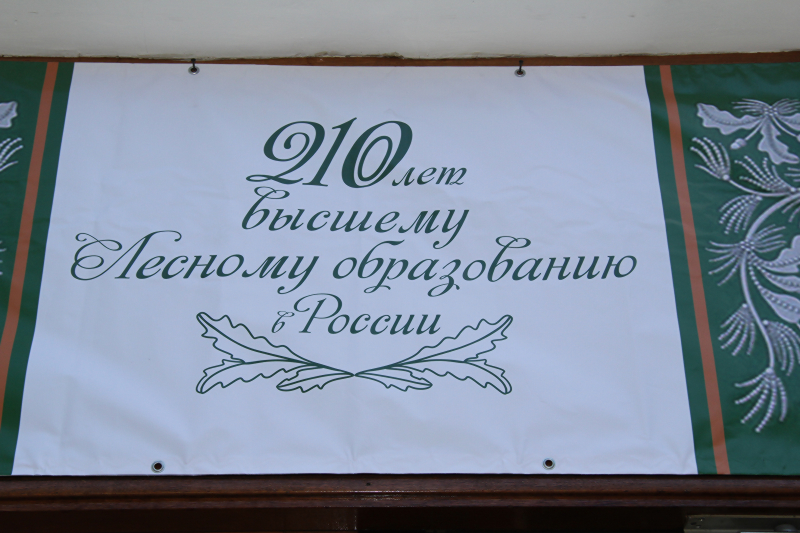 210 лет
высшему
Лесному образованию
в России